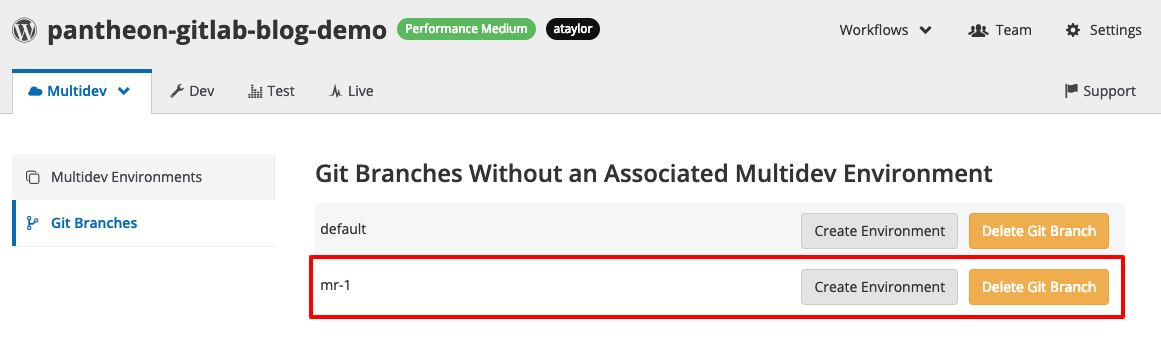 pantheon-gitlab-blog-demo Performance Medium ataylor Workflows Team Settings
Multidev Dev Test Live Support
Multidev Environments
Git Branches
Git Branches Without an Associated Multidev Environment
default Create Environment Delete Git Branch
mr-1 Create Environment Delete Git Branch